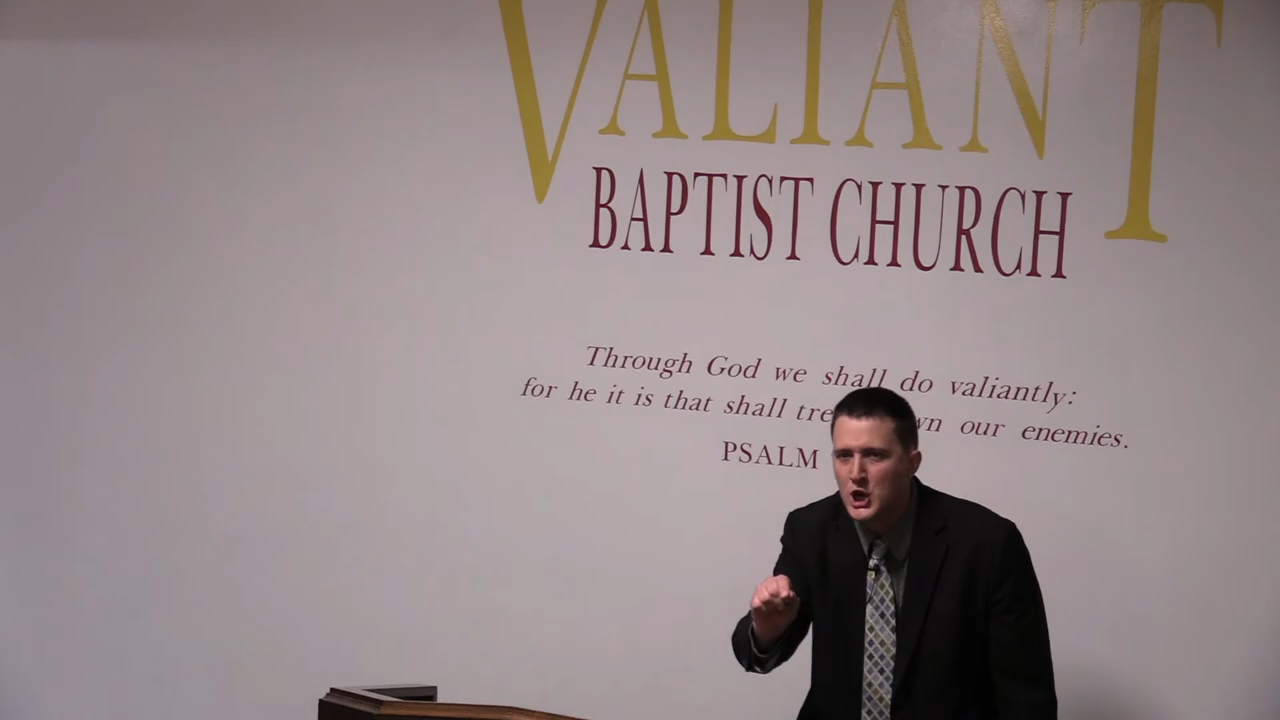 VALIANT
BAPTIST CHURCH
Through God we shall do valiantly:
for he it is that shall tre wn our enemies.
PSALM